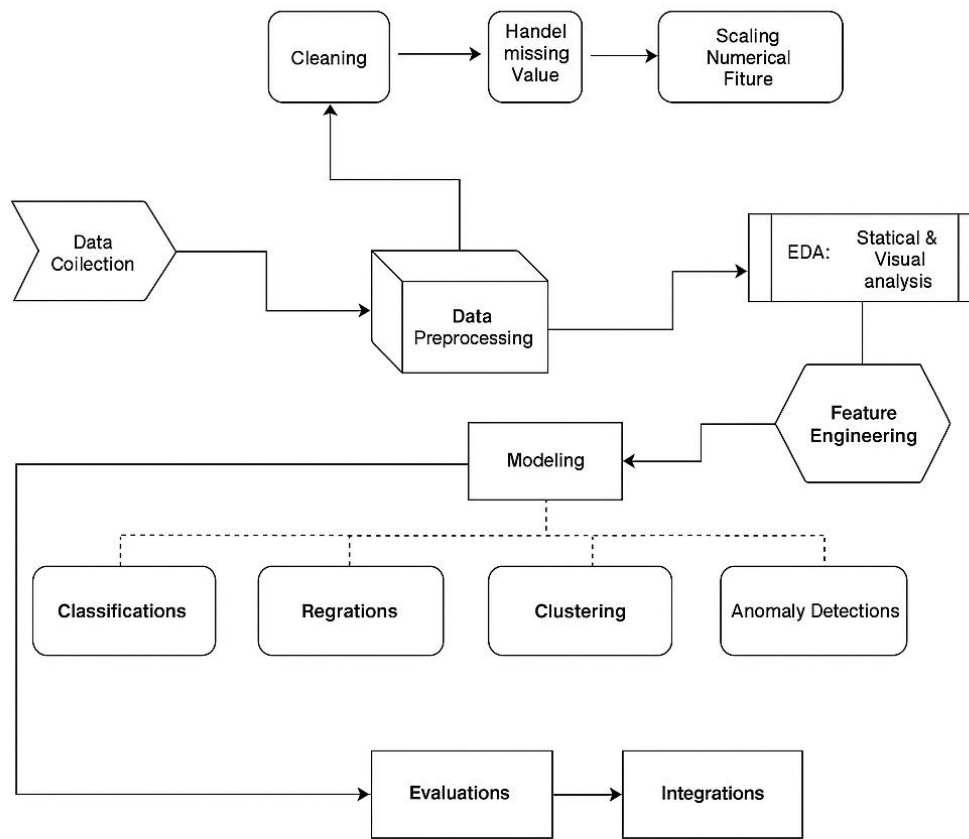 Cleaning
Handel
missing
Value
Scaling
Numerical
Fiture
Data
Coilection
Data
Preprocessing
EDA: Statical &
Visual
analysis
Feature
Engineering
Modeling
Classifications
Regrations
Clustering
Anomaly Detections
Evaluations
Integrations